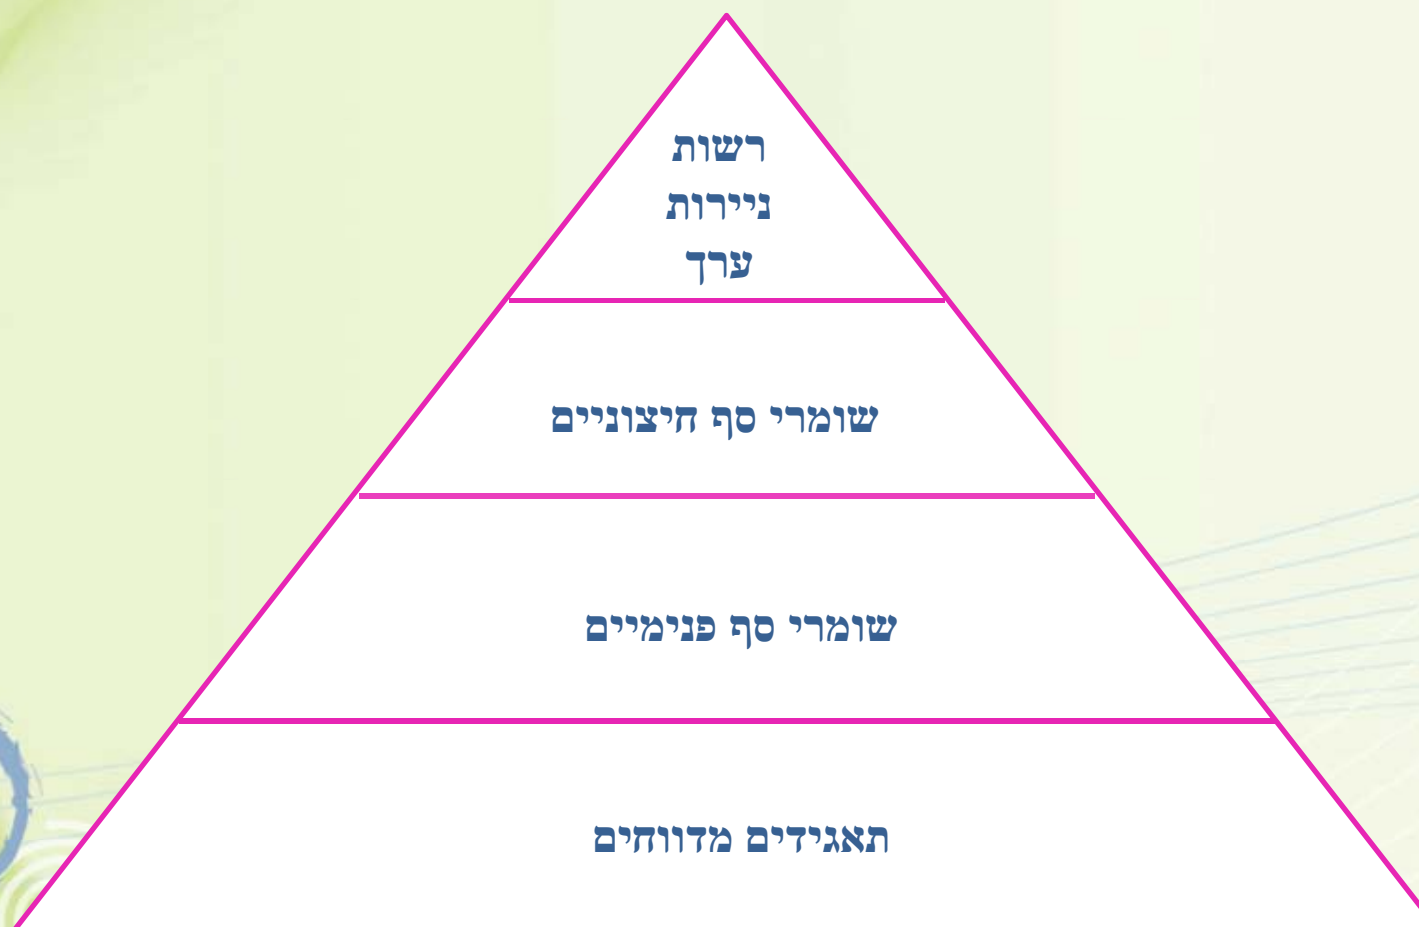 רשות
ניירות
ערך
שומרי סף חיצוניים
שומרי סף פנימיים
תאגידים מדווחים